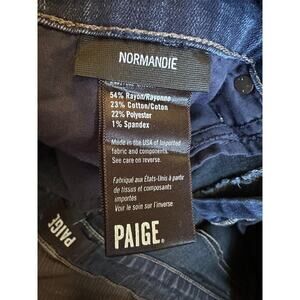 NORMANDIE
54% Rayon/Rayonne
23% Cotton/Coton
22% Polyester
1% Spandex
Made in the USA of Imported
fabric and components.
See care on reverse.
Fabriqué aux États-Unis à partir
de tissus et composants
importés
Voir le soin sur l'inverse
PAIGE®
PAIGE